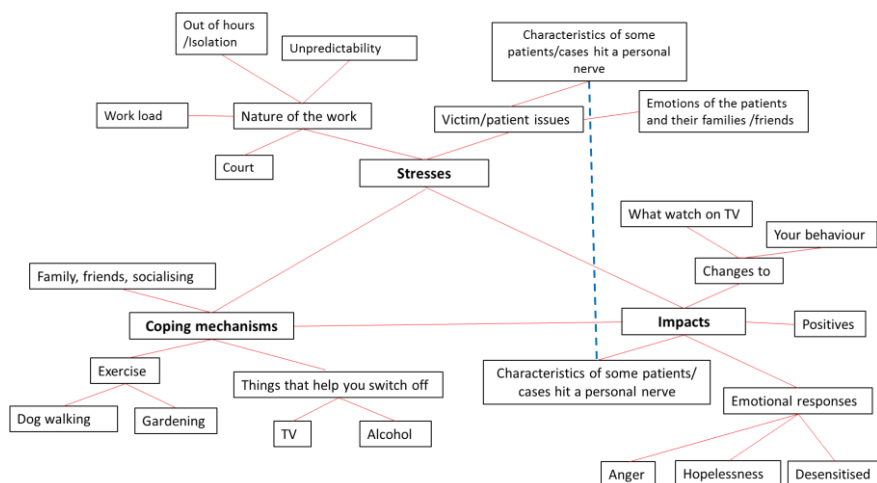 Out of hours
/Isolation
Unpredictability
Characteristics of some
patients/cases hit a personal
nerve
Work load
Nature of the work
Victim/patient issues
Emotions of the patients
and their families /friends
Court
Stresses
What watch on TV
Your behaviour
Changes to
Family, friends, socialising
Coping mechanisms
Impacts
Positives
Exercise
Things that help you switch off
Characteristics of some patients/
cases hit a personal nerve
Emotional responses
Dog walking
Gardening
TV
Alcohol
Anger
Hopelessness
Desensitised